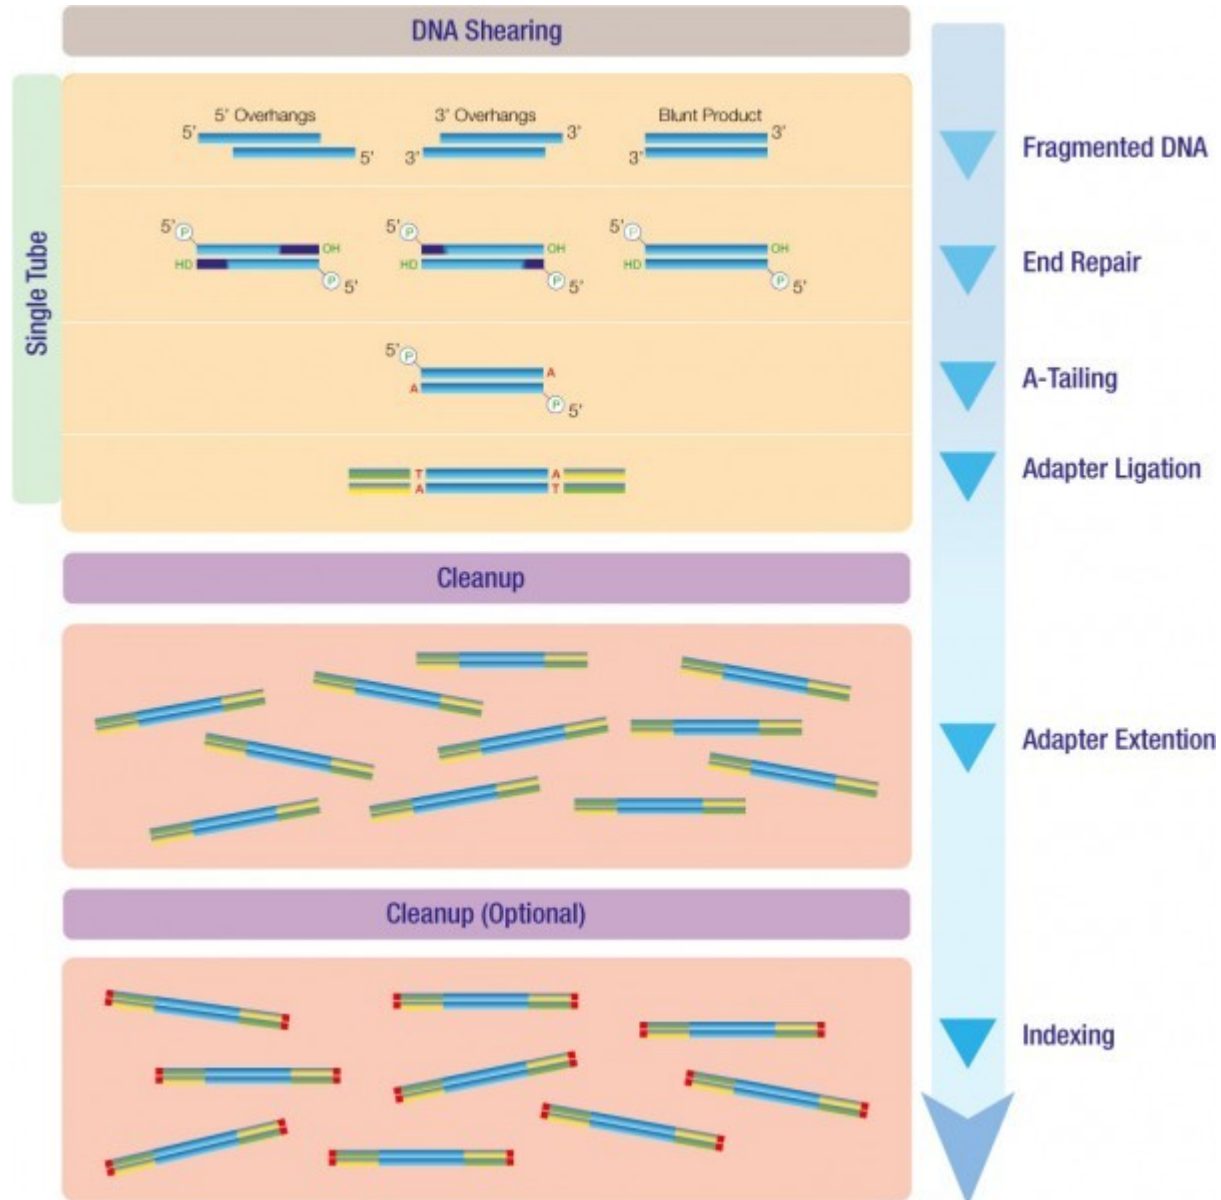 DNA Shearing
Single Tube
5' Overhangs 3' Overhangs Blunt Product
5' 3' 3'
5' 3' 3'
Fragmented DNA
5' P 5' P 5' P
OH OH OH
HO HO HO
P 5' P 5' P 5'
End Repair
5' P
A
A
P 5'
A-Tailing
T A
A T
Adapter Ligation
Cleanup
Adapter Extention
Cleanup (Optional)
Indexing